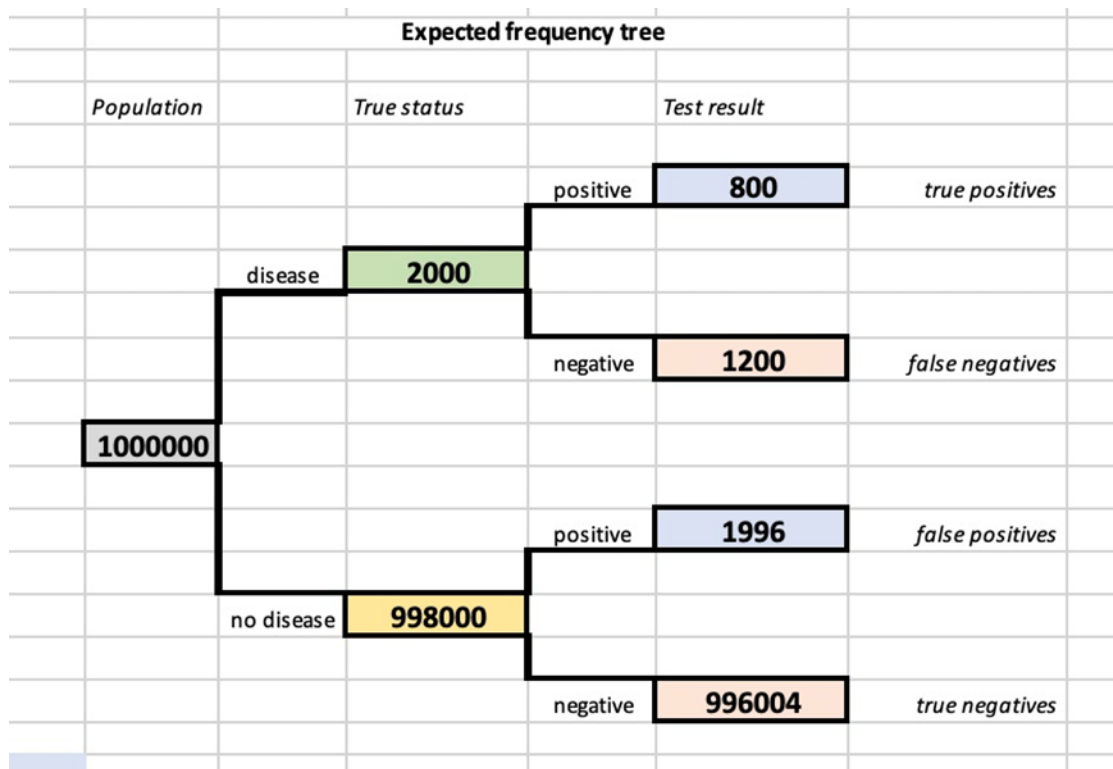 Expected frequency tree
Population True status Test result
positive 800 true positives
disease 2000
negative 1200 false negatives
1000000
positive 1996 false positives
no disease 998000
negative 996004 true negatives